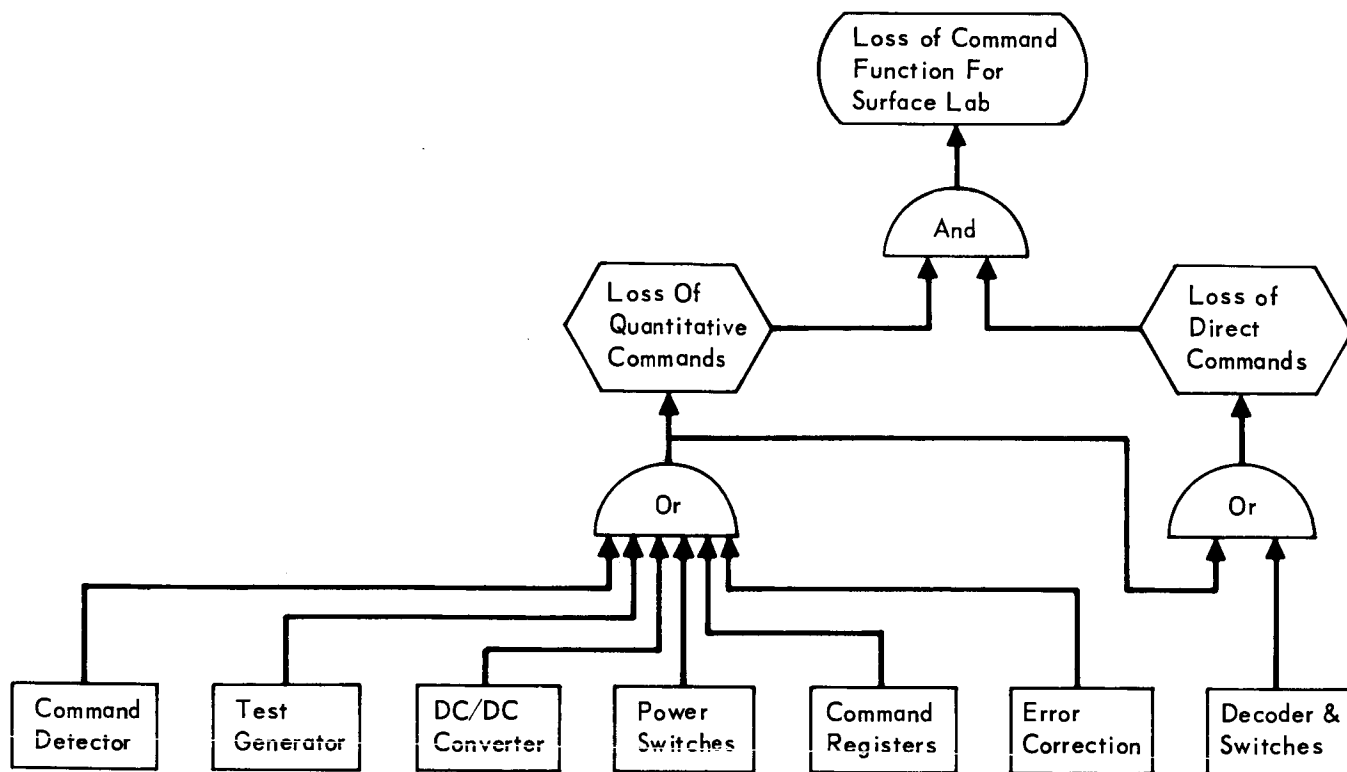 Loss of Command
Function For
Surface Lab
And
Loss Of
Quantitative
Commands
Loss of
Direct
Commands
Or
Or
Command
Detector
Test
Generator
DC/DC
Converter
Power
Switches
Command
Registers
Error
Correction
Decoder &
Switches